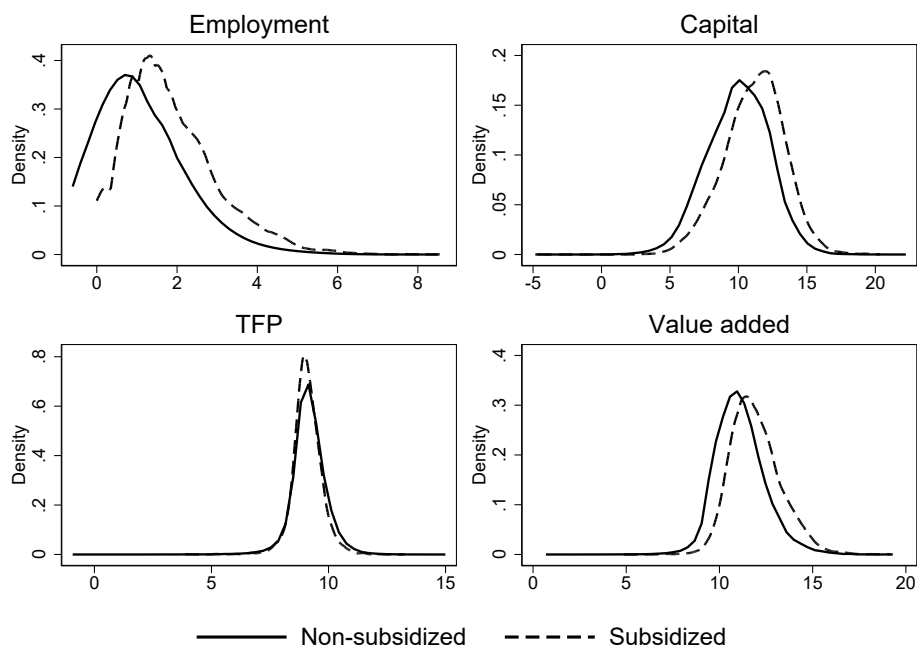 Employment
Density
0 .1 .2 .3 .4
0 2 4 6 8
Capital
Density
0 .05 .1 .15 .2
-5 0 5 10 15 20
TFP
Density
0 .2 .4 .6 .8
0 5 10 15
Value added
Density
0 .1 .2 .3 .4
0 5 10 15 20
Non-subsidized Subsidized